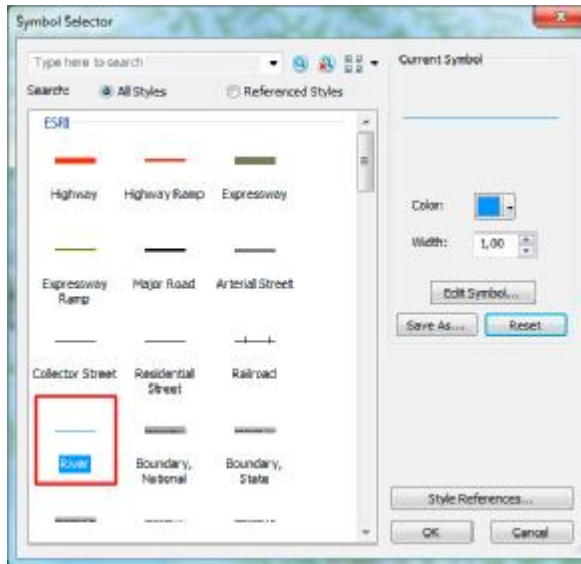 Symbol Selector
Type here to search
Search:
All Styles
Referenced Styles
ESRI
Highway
Highway Ramp
Expressway
Expressway
Ramp
Major Road
Arterial Street
Collector Street
Residential
Street
Railroad
River
Boundary,
National
Boundary,
State
Current Symbol
Color:
Width:
1,00
Edit Symbol...
Save As...
Reset
Style References...
OK
Cancel